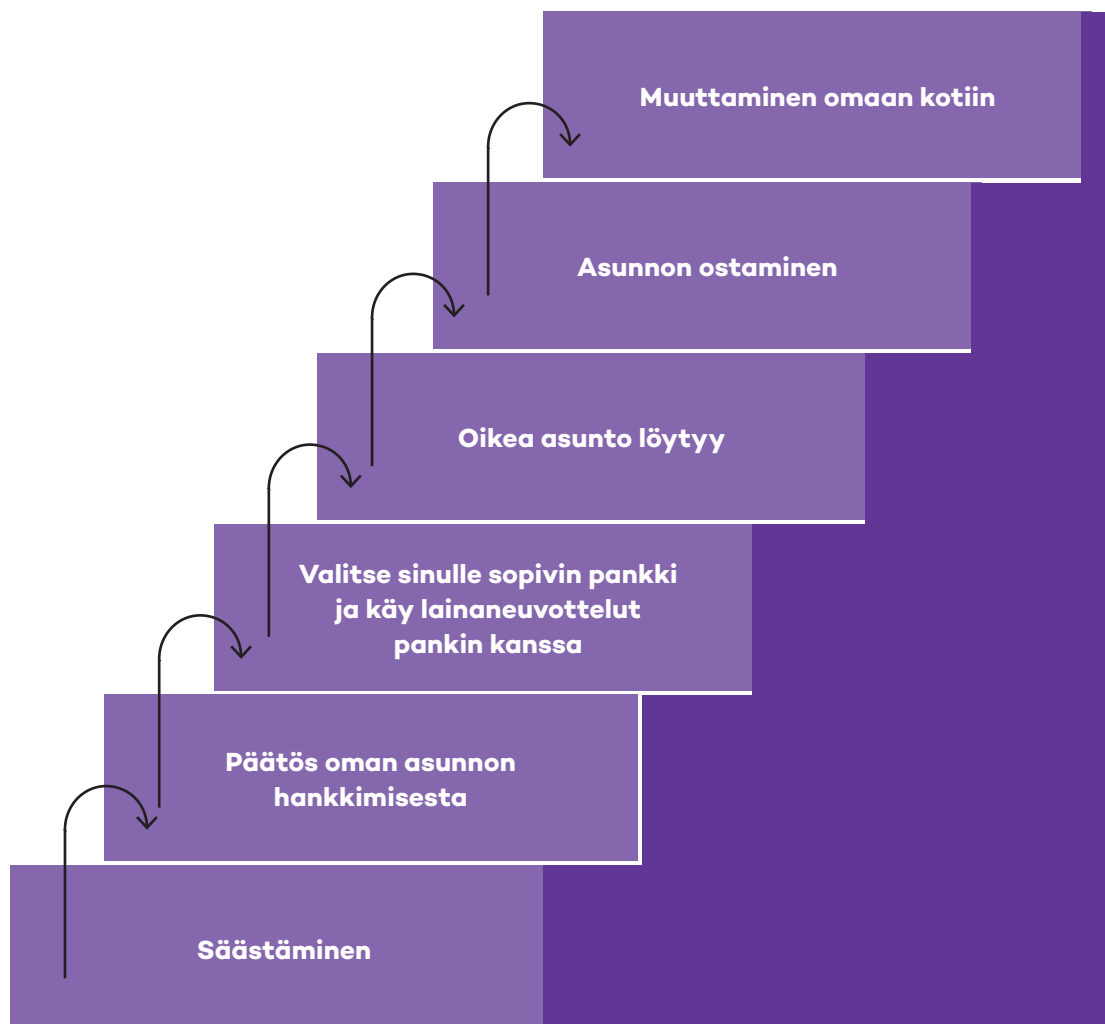 Muuttaminen omaan kotiin
Asunnon ostaminen
Oikea asunto löytyy
Valitse sinulle sopivin pankki
ja käy lainaneuvottelut
pankin kanssa
Päätös oman asunnon
hankkimisesta
Säästäminen